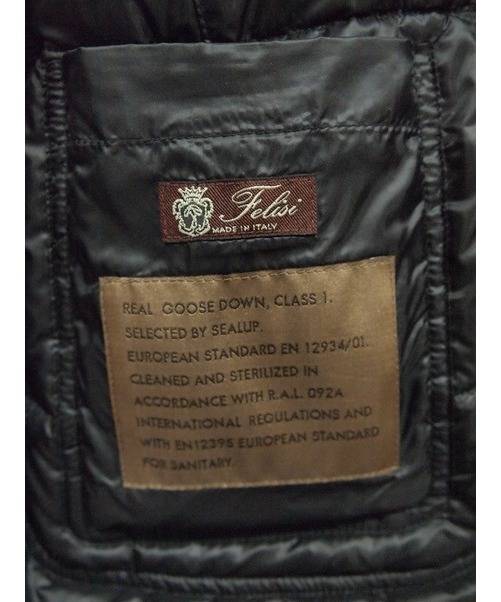 Felisi
MADE IN ITALY
REAL GOOSE DOWN, CLASS 1.
SELECTED BY SEALUP.
EUROPEAN STANDARD EN 12934/01.
CLEANED AND STERILIZED IN
ACCORDANCE WITH R.A.L. 092A
INTERNATIONAL REGULATIONS AND
WITH EN12395 EUROPEAN STANDARD
FOR SANITARY.